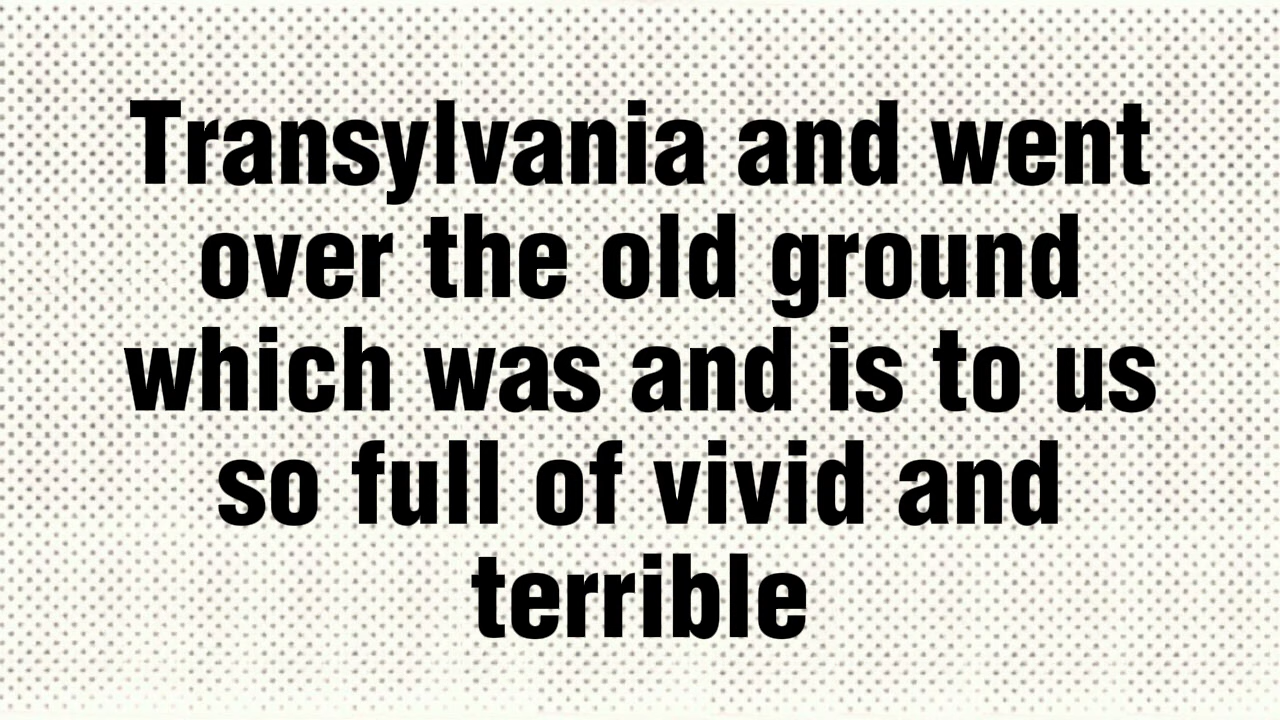 Transylvania and went
over the old ground
which was and is to us
so full of vivid and
terrible